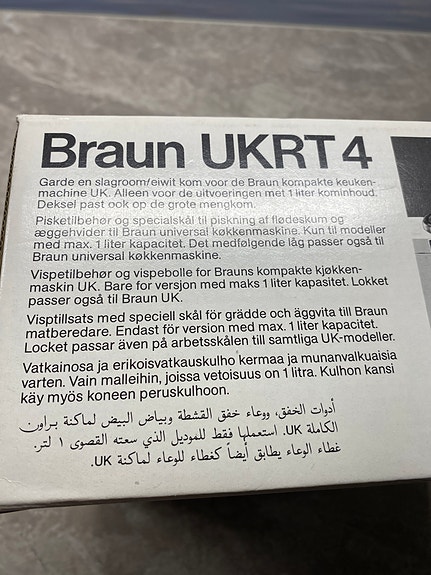 Braun UKRT 4
Garde en slagroom/eiwit kom voor de Braun kompakte keuken-
machine UK. Alleen voor de uitvoeringen met 1 liter kominhoud.
Deksel past ook op de grote mengkom.
Pisketilbehør og specialskål til piskning af flødeskum og
æggehvider til Braun universal køkkenmaskine. Kun til modeller
med max. 1 liter kapacitet. Det medfølgende låg passer også til
Braun universal køkkenmaskine.
Vispetilbehør og vispebolle for Brauns kompakte kjøkken-
maskin UK. Bare for versjon med maks 1 liter kapasitet. Lokket
passer også til Braun UK.
Visptillsats med speciell skål för grädde och äggvita till Braun
matberedare. Endast för version med max. 1 liter kapacitet.
Locket passar även på arbetsskålen till samtliga UK-modeller.
Vatkainosa ja erikoisvatkauskulho kermaa ja munanvalkuaisia
varten. Vain malleihin, joissa vetoisuus on 1 litra. Kulhon kansi
käy myös koneen peruskulhoon.
أدوات الخفق، ووعاء خفق القشطة وبياض البيض لماكنة براون
الكاملة UK. استعملها فقط للموديل الذي سعته القصوى ١ لتر.
غطاء الوعاء يطابق أيضاً كغطاء للوعاء لماكنة UK.